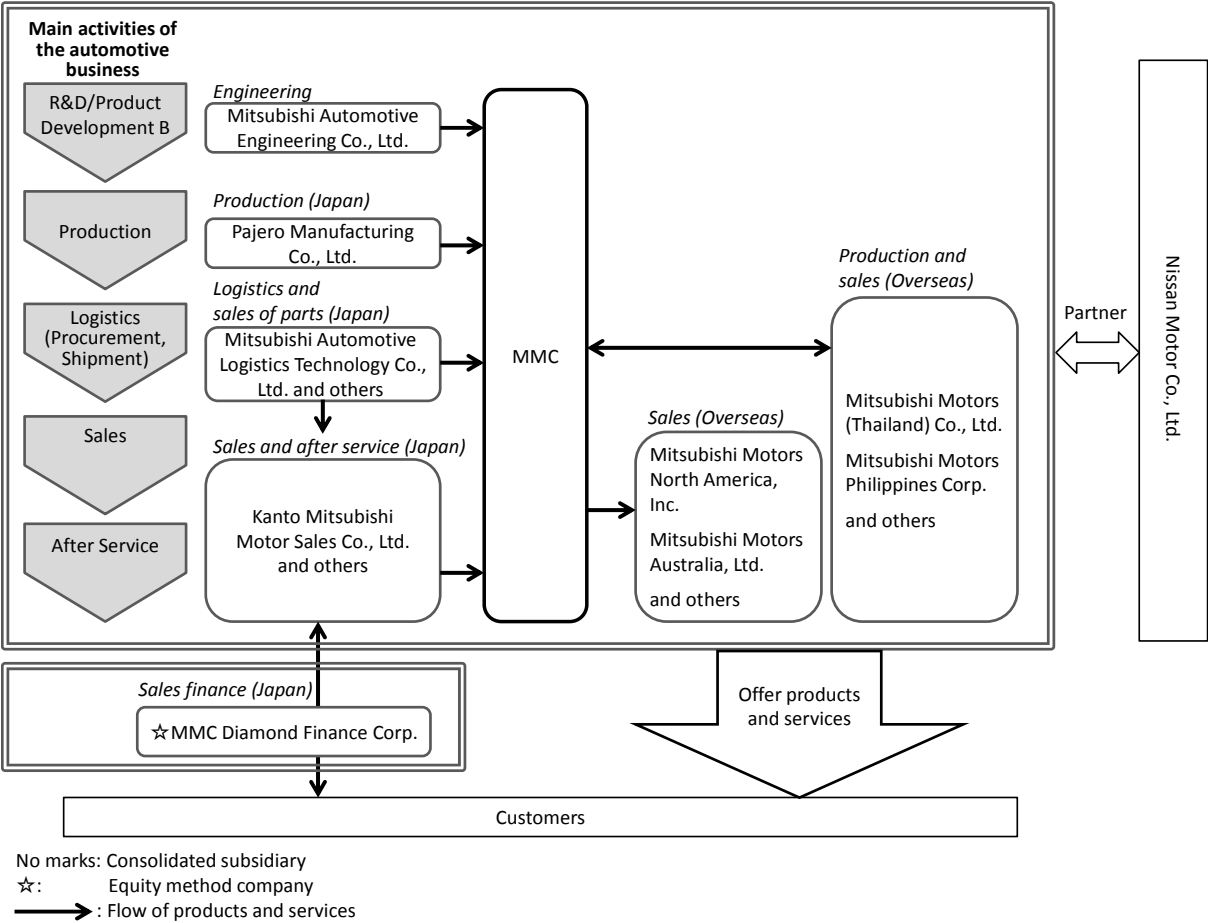 Main activities of
the automotive
business
R&D/Product
Development B
Production
Logistics
(Procurement,
Shipment)
Sales
After Service
Engineering
Mitsubishi Automotive
Engineering Co., Ltd.
Production (Japan)
Pajero Manufacturing
Co., Ltd.
Logistics and
sales of parts (Japan)
Mitsubishi Automotive
Logistics Technology Co.,
Ltd. and others
Sales and after service (Japan)
Kanto Mitsubishi
Motor Sales Co., Ltd.
and others
MMC
Sales (Overseas)
Mitsubishi Motors
North America,
Inc.
Mitsubishi Motors
Australia, Ltd.
and others
Production and
sales (Overseas)
Mitsubishi Motors
(Thailand) Co., Ltd.
Mitsubishi Motors
Philippines Corp.
and others
Partner
Nissan Motor Co., Ltd.
Sales finance (Japan)
☆MMC Diamond Finance Corp.
Offer products
and services
Customers
No marks: Consolidated subsidiary
☆: Equity method company
: Flow of products and services